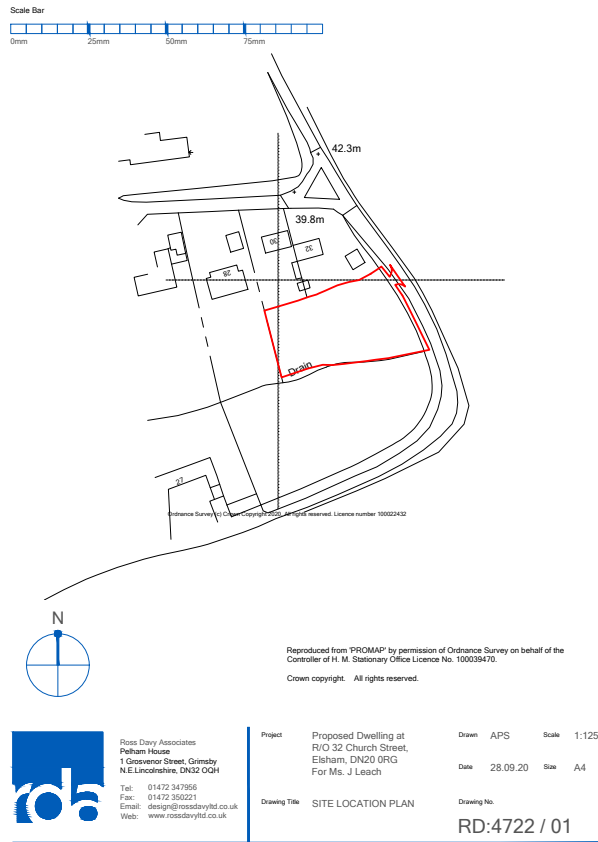 Scale Bar
0mm 25mm 50mm 75mm
42.3m
39.8m
30
32
28
Drain
27
Ordnance Survey (c) Crown Copyright 2020. All rights reserved. Licence number 100022432
N
Reproduced from 'PROMAP' by permission of Ordnance Survey on behalf of the
Controller of H. M. Stationary Office Licence No. 100039470.
Crown copyright. All rights reserved.
rda
Ross Davy Associates
Pelham House
1 Grosvenor Street, Grimsby
N.E.Lincolnshire, DN32 OQH
Tel: 01472 347956
Fax: 01472 350221
Email: design@rossdavyltd.co.uk
Web: www.rossdavyltd.co.uk
Project Proposed Dwelling at
R/O 32 Church Street,
Elsham, DN20 0RG
For Ms. J Leach
Drawing Title SITE LOCATION PLAN
Drawn APS Scale 1:125
Date 28.09.20 Size A4
Drawing No.
RD:4722 / 01